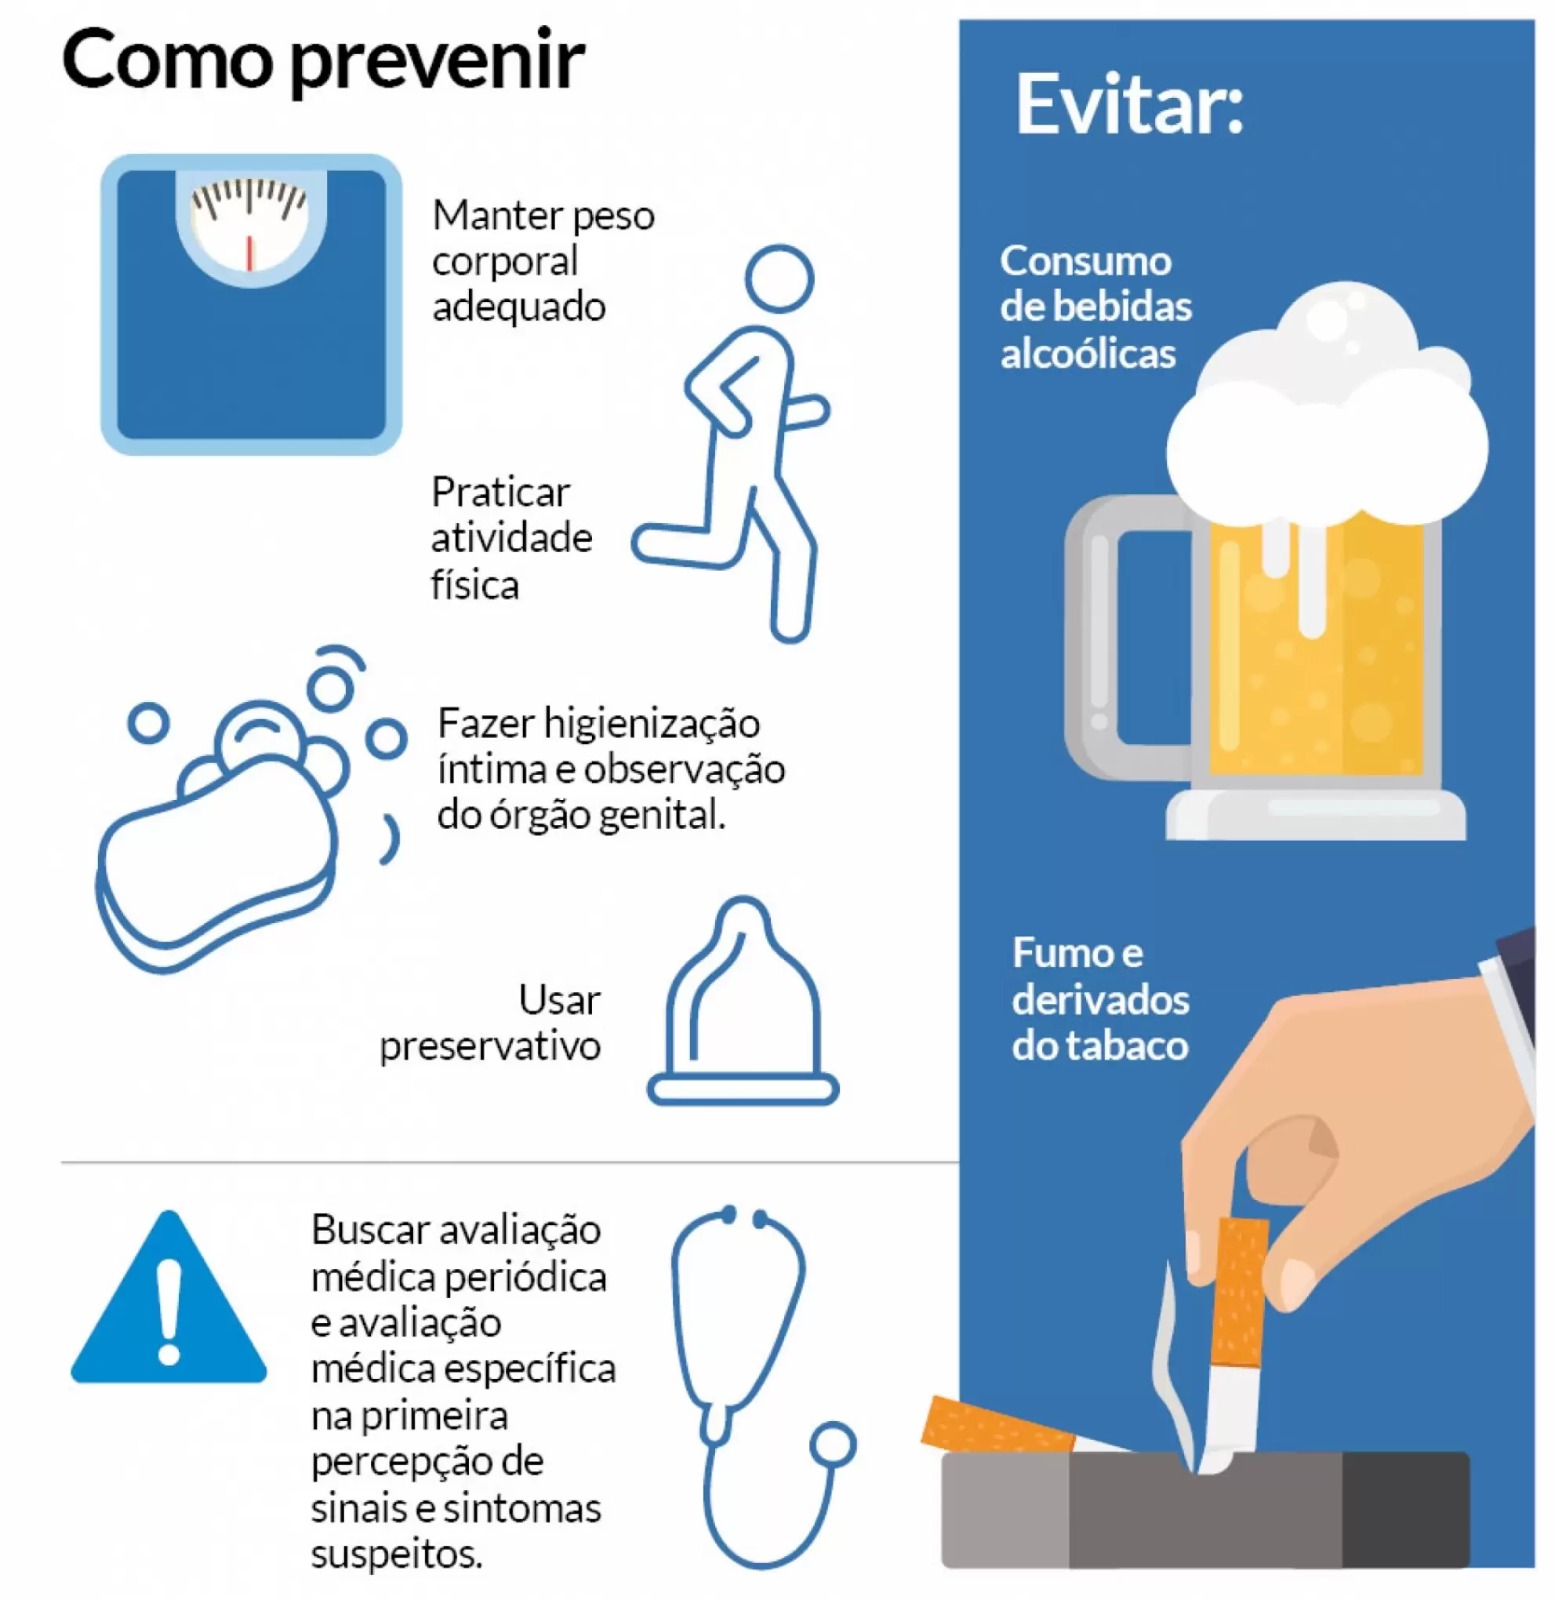 Como prevenir
Manter peso
corporal
adequado
Praticar
atividade
física
Fazer higienização
íntima e observação
do órgão genital.
Usar
preservativo
Buscar avaliação
médica periódica
e avaliação
médica específica
na primeira
percepção de
sinais e sintomas
suspeitos.
Evitar:
Consumo
de bebidas
alcoólicas
Fumo e
derivados
do tabaco